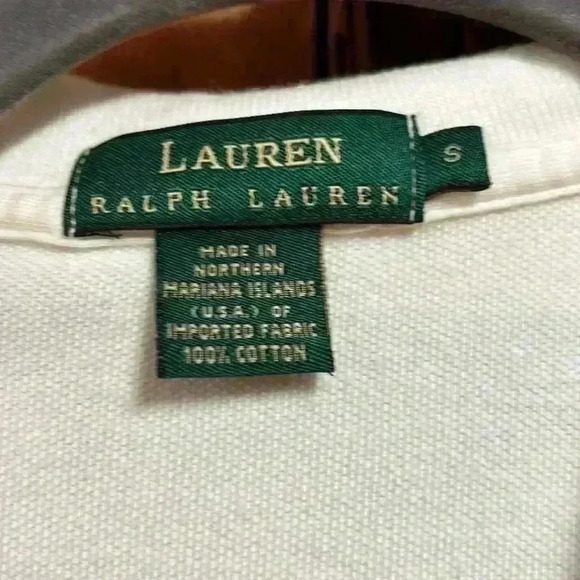 LAUREN
RALPH LAUREN
S
MADE IN
NORTHERN
MARIANA ISLANDS
(U.S.A.) OF
IMPORTED FABRIC
100% COTTON